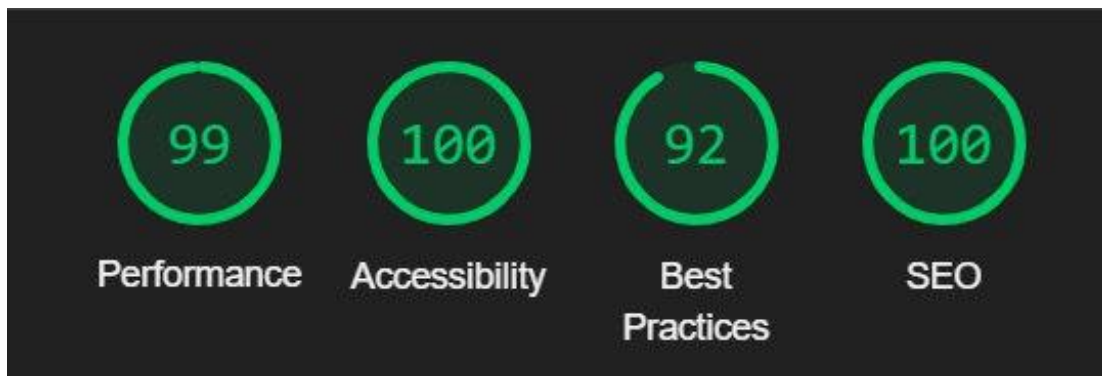 99
100
92
100
Performance
Accessibility
Best
Practices
SEO